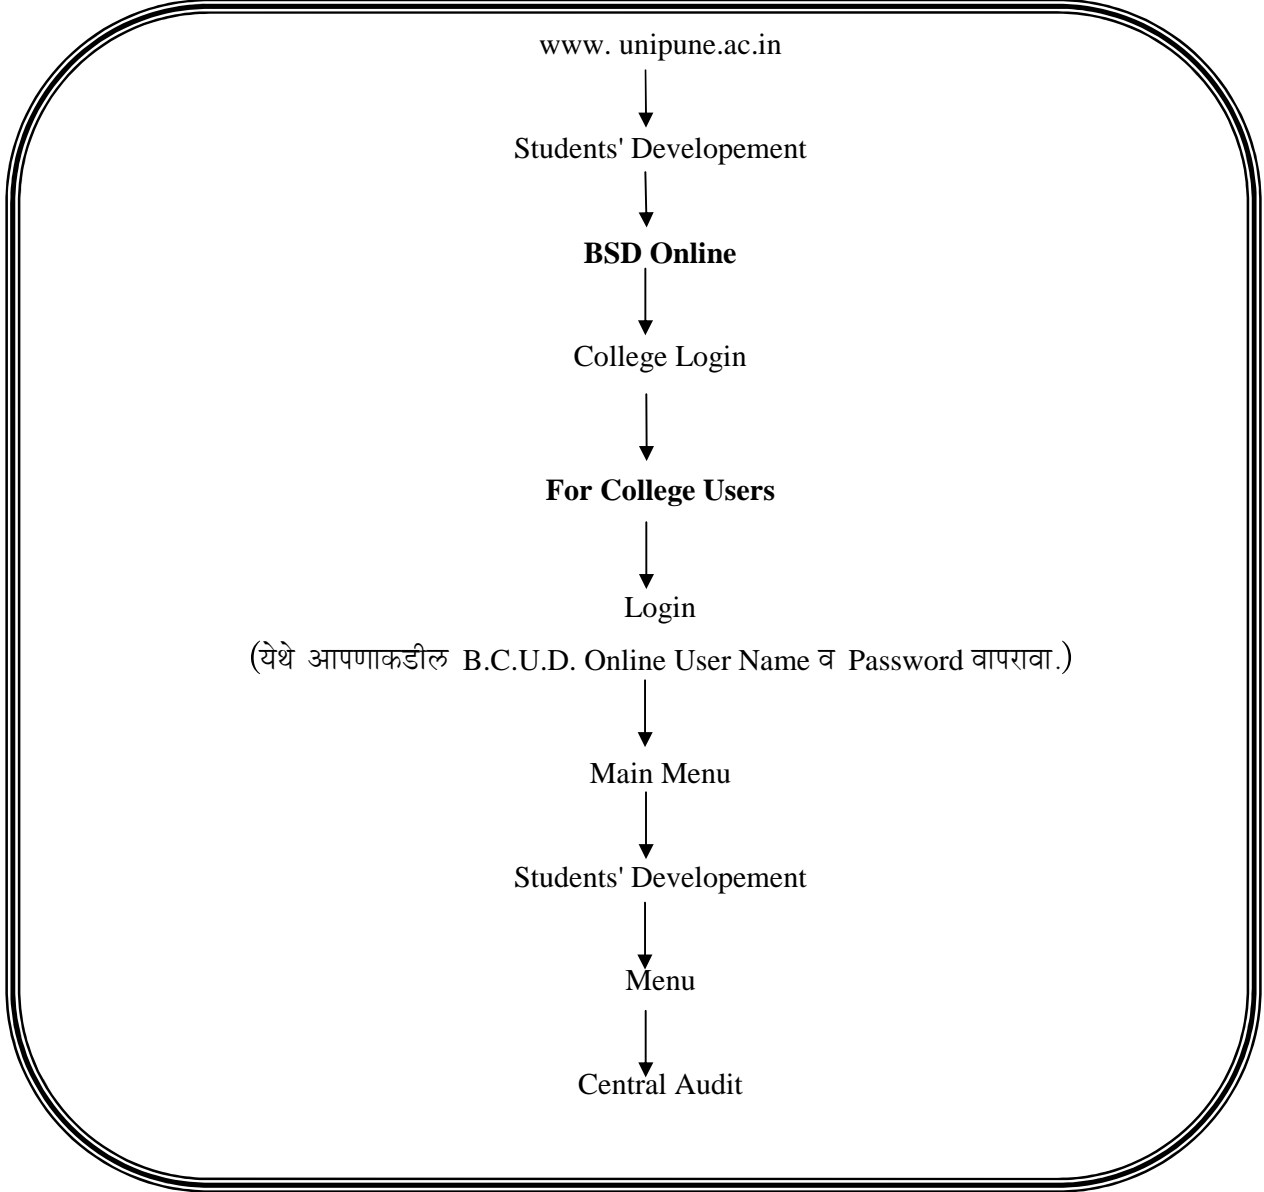 www. unipune.ac.in
Students' Developement
BSD Online
College Login
For College Users
Login
(येथे आपणाकडील B.C.U.D. Online User Name व Password वापरावा.)
Main Menu
Students' Developement
Menu
Central Audit